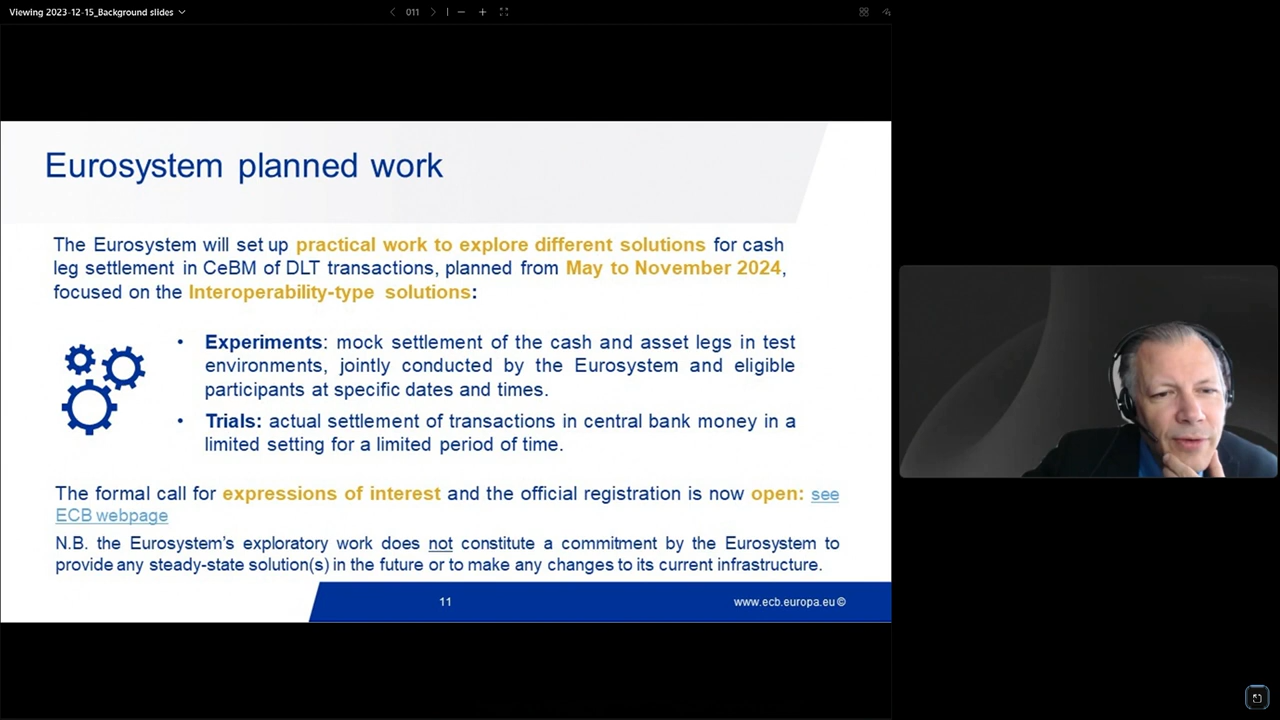 Viewing 2023-12-15_Background slides
011
Eurosystem planned work
The Eurosystem will set up practical work to explore different solutions for cash
leg settlement in CeBM of DLT transactions, planned from May to November 2024,
focused on the Interoperability-type solutions:
• Experiments: mock settlement of the cash and asset legs in test
environments, jointly conducted by the Eurosystem and eligible
participants at specific dates and times.
• Trials: actual settlement of transactions in central bank money in a
limited setting for a limited period of time.
The formal call for expressions of interest and the official registration is now open: see
ECB webpage
N.B. the Eurosystem's exploratory work does not constitute a commitment by the Eurosystem to
provide any steady-state solution(s) in the future or to make any changes to its current infrastructure.
11
www.ecb.europa.eu ©